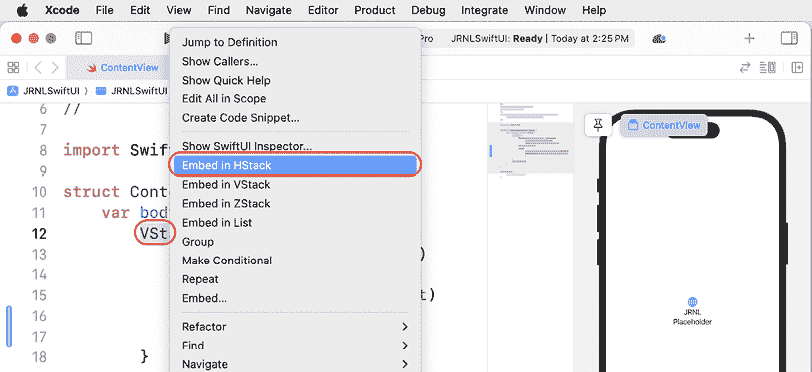 Xcode File Edit View Find Navigate Editor Product Debug Integrate Window Help
Pro JRNLSwiftUI: Ready | Today at 2:25 PM
ContentView
JRNLSwiftUI JRNLSwiftUI
6 //
7
8 import Swif
9
10 struct Conte
11 var body
12 VSt
13 )
14
15 t)
16
17
18 }
Jump to Definition
Show Callers...
Show Quick Help
Edit All in Scope
Create Code Snippet...
Show SwiftUI Inspector...
Embed in HStack
Embed in VStack
Embed in ZStack
Embed in List
Group
Make Conditional
Repeat
Embed...
Refactor
Find
Navigate
ContentView
JRNL
Placeholder